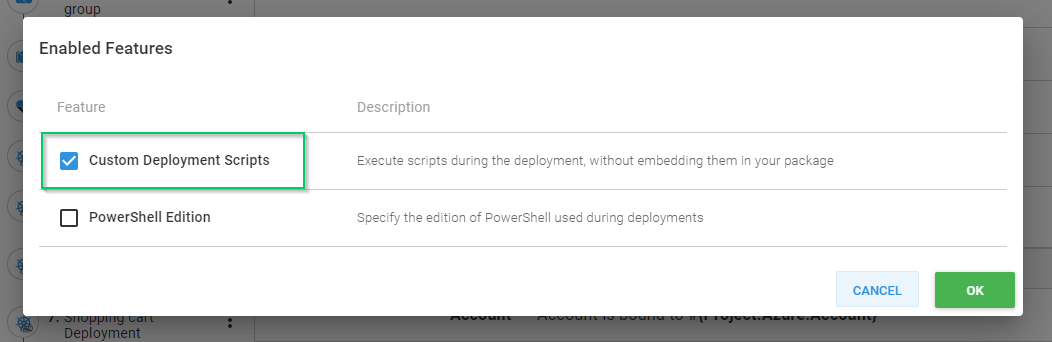 group
Enabled Features
Feature Description
Custom Deployment Scripts Execute scripts during the deployment, without embedding them in your package
PowerShell Edition Specify the edition of PowerShell used during deployments
CANCEL OK
7. Shopping cart
Deployment
Account Account is bound to #{Project.Azure.Account}